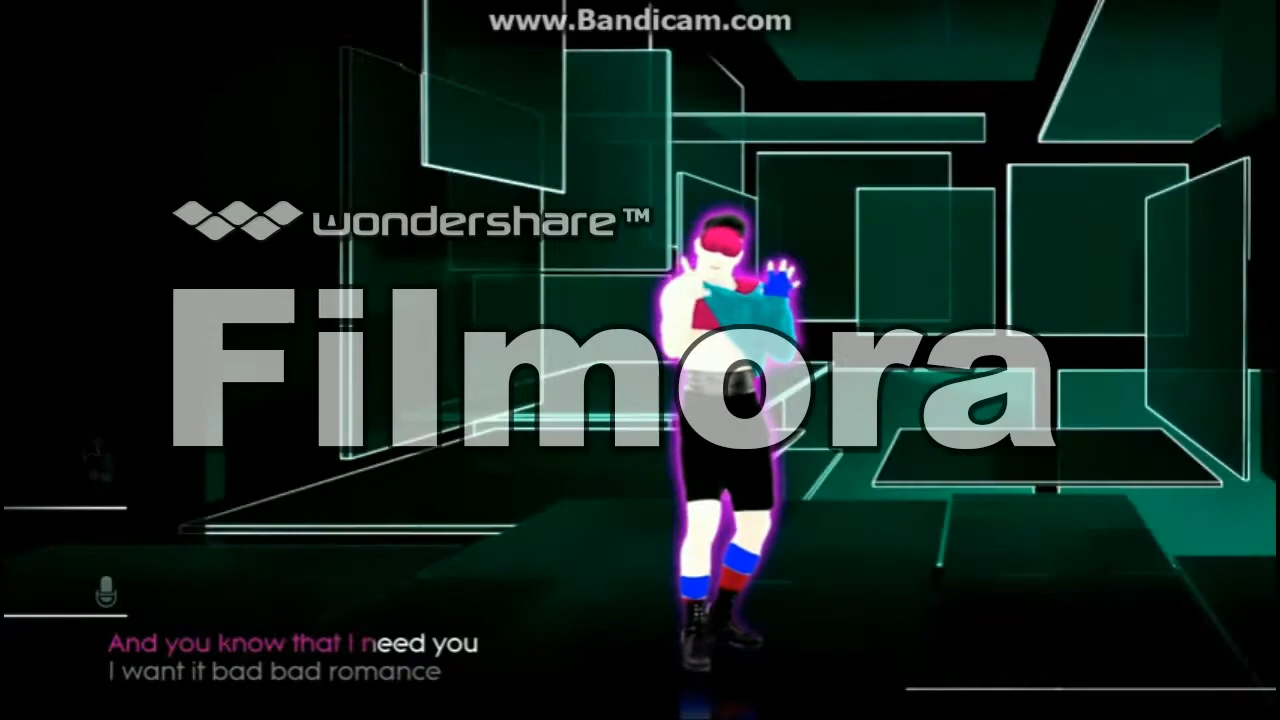 www.Bandicam.com
wondershare™
Filmora
And you know that I need you
I want it bad bad romance